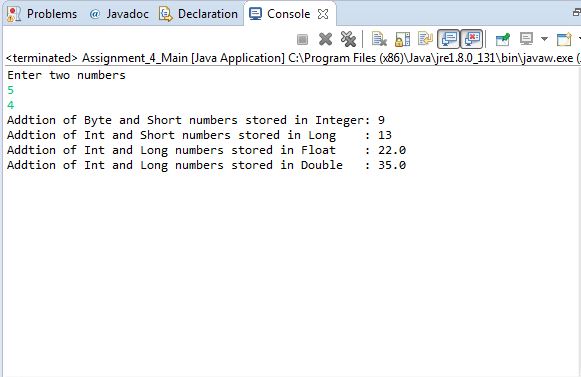 Problems @ Javadoc Declaration Console
<terminated> Assignment_4_Main [Java Application] C:\Program Files (x86)\Java\jre1.8.0_131\bin\javaw.exe (
Enter two numbers
5
4
Addtion of Byte and Short numbers stored in Integer: 9
Addtion of Int and Short numbers stored in Long    : 13
Addtion of Int and Long numbers stored in Float    : 22.0
Addtion of Int and Long numbers stored in Double   : 35.0